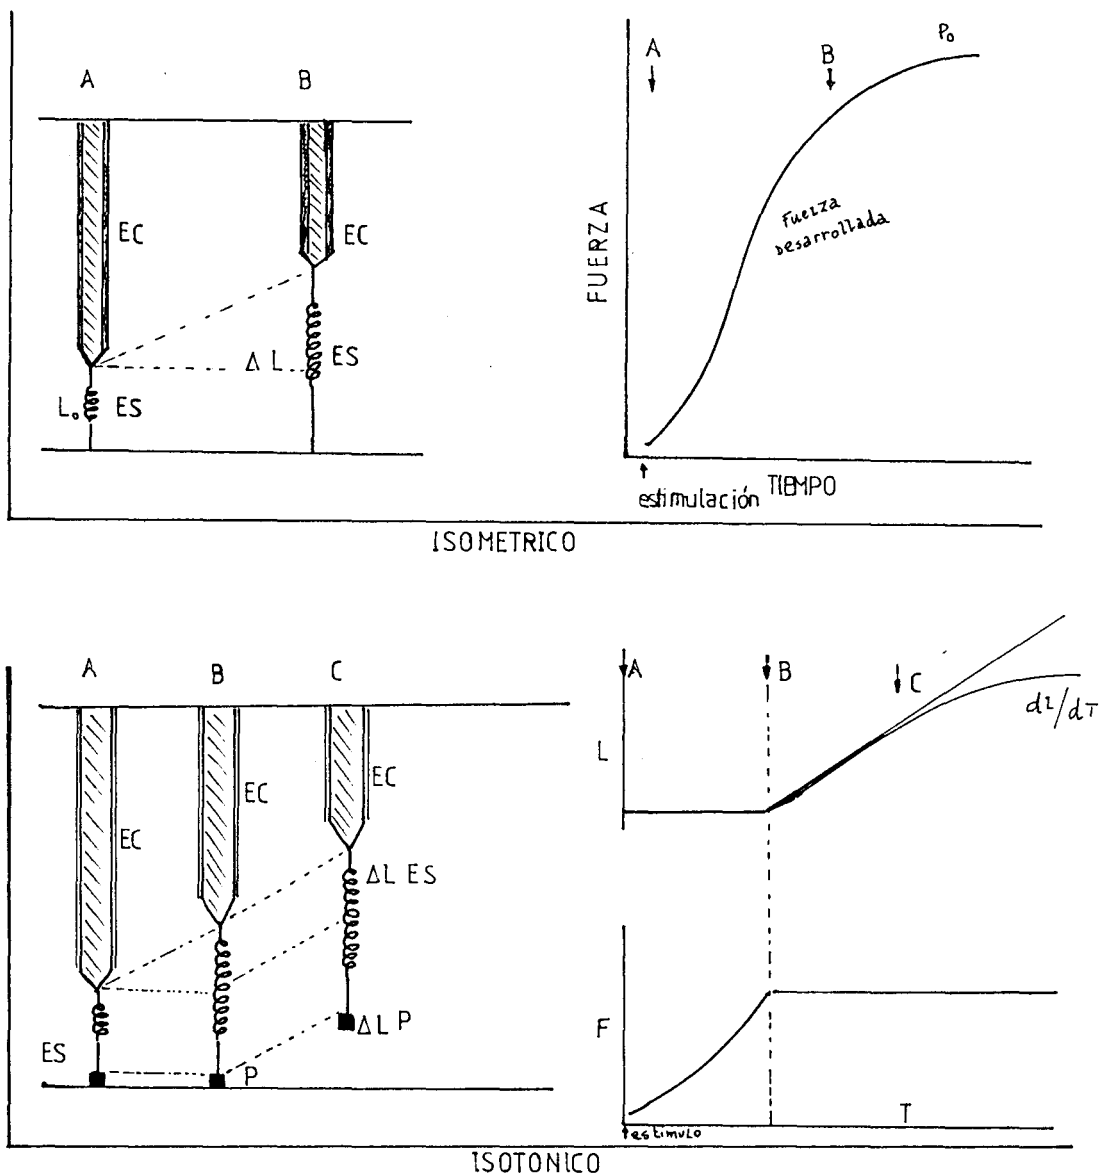 A
B
EC
EC
Δ L
ES
L₀
ES
A
B
P₀
FUERZA
Fuerza
desarrollada
estimulación
TIEMPO
ISOMETRICO
A
B
C
EC
EC
EC
ΔL ES
ES
P
ΔL P
A
B
C
L
dl/dT
F
T
estimulo
ISOTONICO